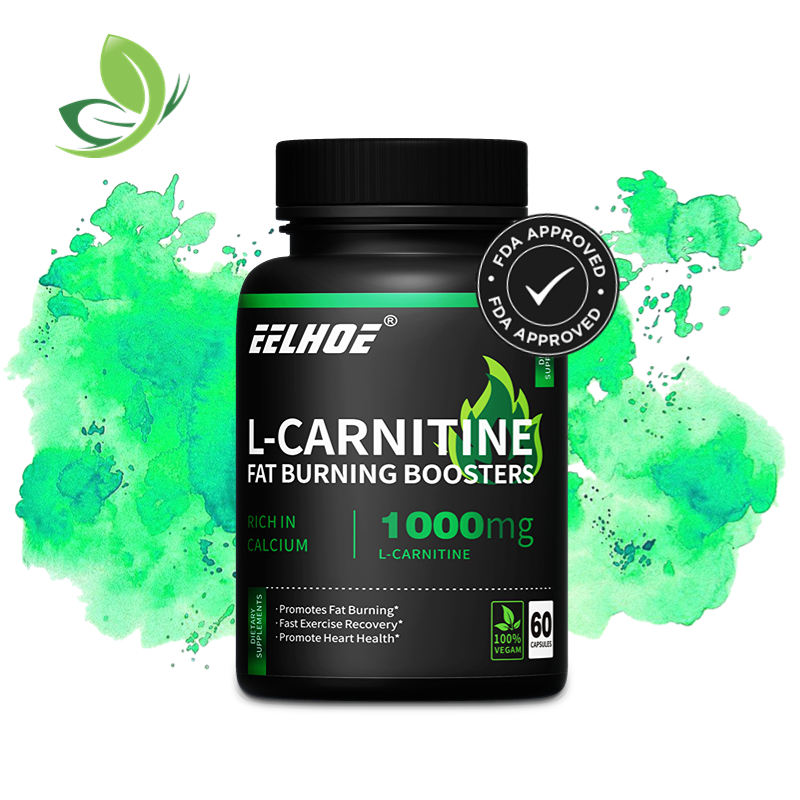 FDA APPROVED
FDA APPROVED
EELHOE®
L-CARNITINE
FAT BURNING BOOSTERS
RICH IN
CALCIUM
1000mg
L-CARNITINE
DIETARY
SUPPLEMENTS
·Promotes Fat Burning*
·Fast Exercise Recovery*
·Promote Heart Health*
100%
VEGAM
60
CAPSULES